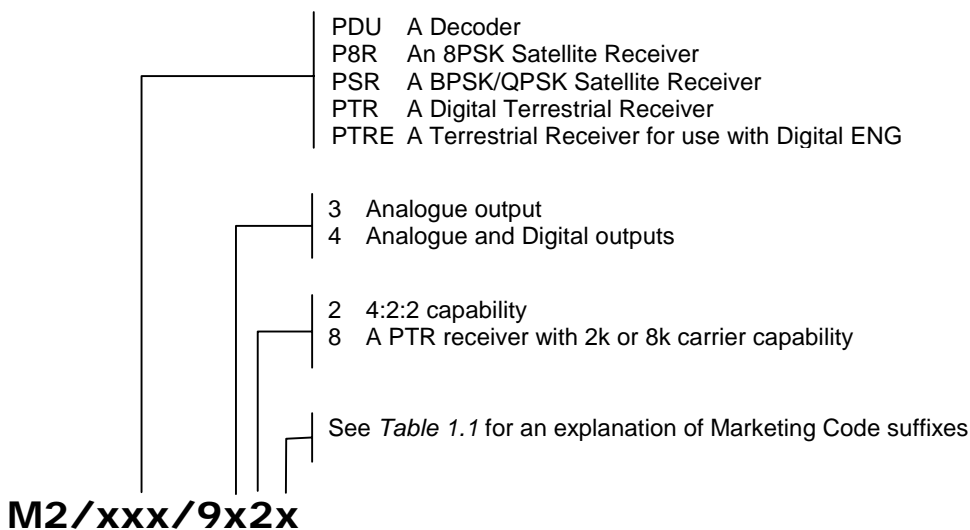 PDU A Decoder
P8R An 8PSK Satellite Receiver
PSR A BPSK/QPSK Satellite Receiver
PTR A Digital Terrestrial Receiver
PTRE A Terrestrial Receiver for use with Digital ENG
3 Analogue output
4 Analogue and Digital outputs
2 4:2:2 capability
8 A PTR receiver with 2k or 8k carrier capability
See Table 1.1 for an explanation of Marketing Code suffixes
M2/xxx/9x2x